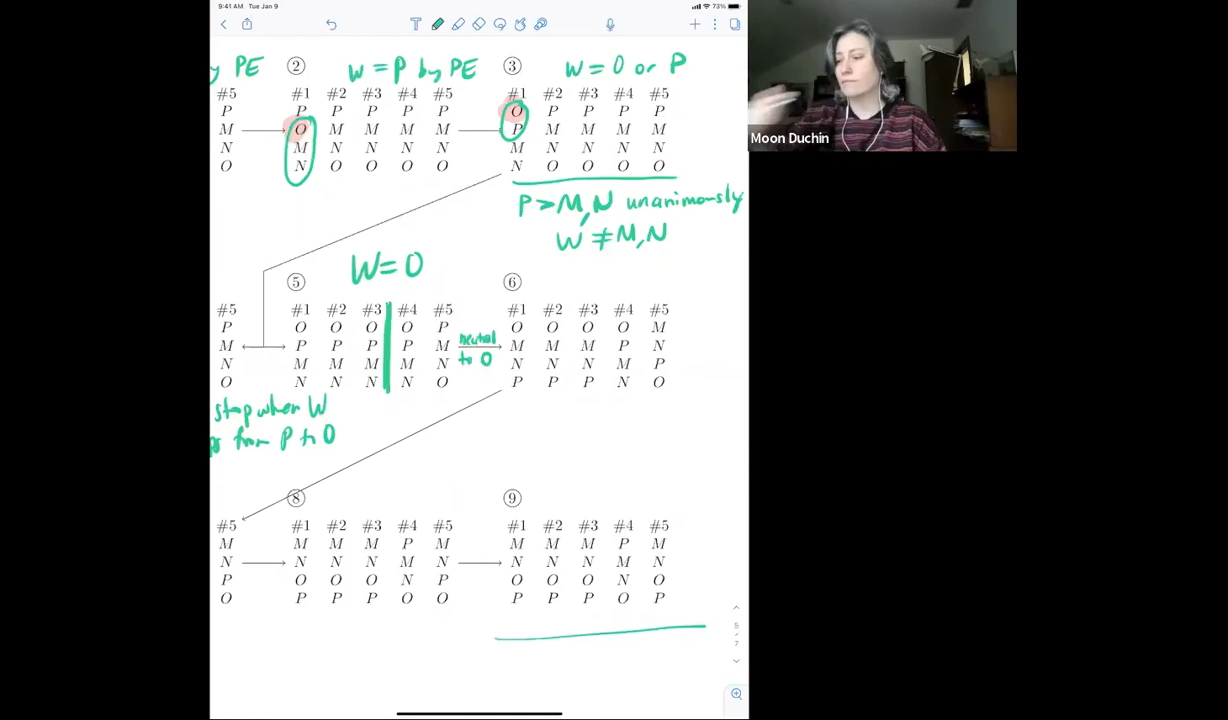 9:41 AM Tue Jan 9
73%
T
y PE
②
W = P by PE
③
W = O or P
#5 #1 #2 #3 #4 #5 #1 #2 #3 #4 #5
P P P P P P O P P P P
M O M M M M P M M M M
N M N N N N M N N N N
O N O O O O N O O O O
P > M, N unanimously
W ≠ M, N
W = O
⑤
⑥
#5 #1 #2 #3 #4 #5 #1 #2 #3 #4 #5
P O O O O P O O O O M
M P P P P M M M M P N
N M M M M N N N N M P
O N N N N O P P P N O
neutral
to O
stop when W
from P to O
⑧
⑨
#5 #1 #2 #3 #4 #5 #1 #2 #3 #4 #5
M M M M P M M M M P M
N N N N M N N N N M N
P O O O N P O O O N O
O P P P O O P P P O P
5
7
Moon Duchin